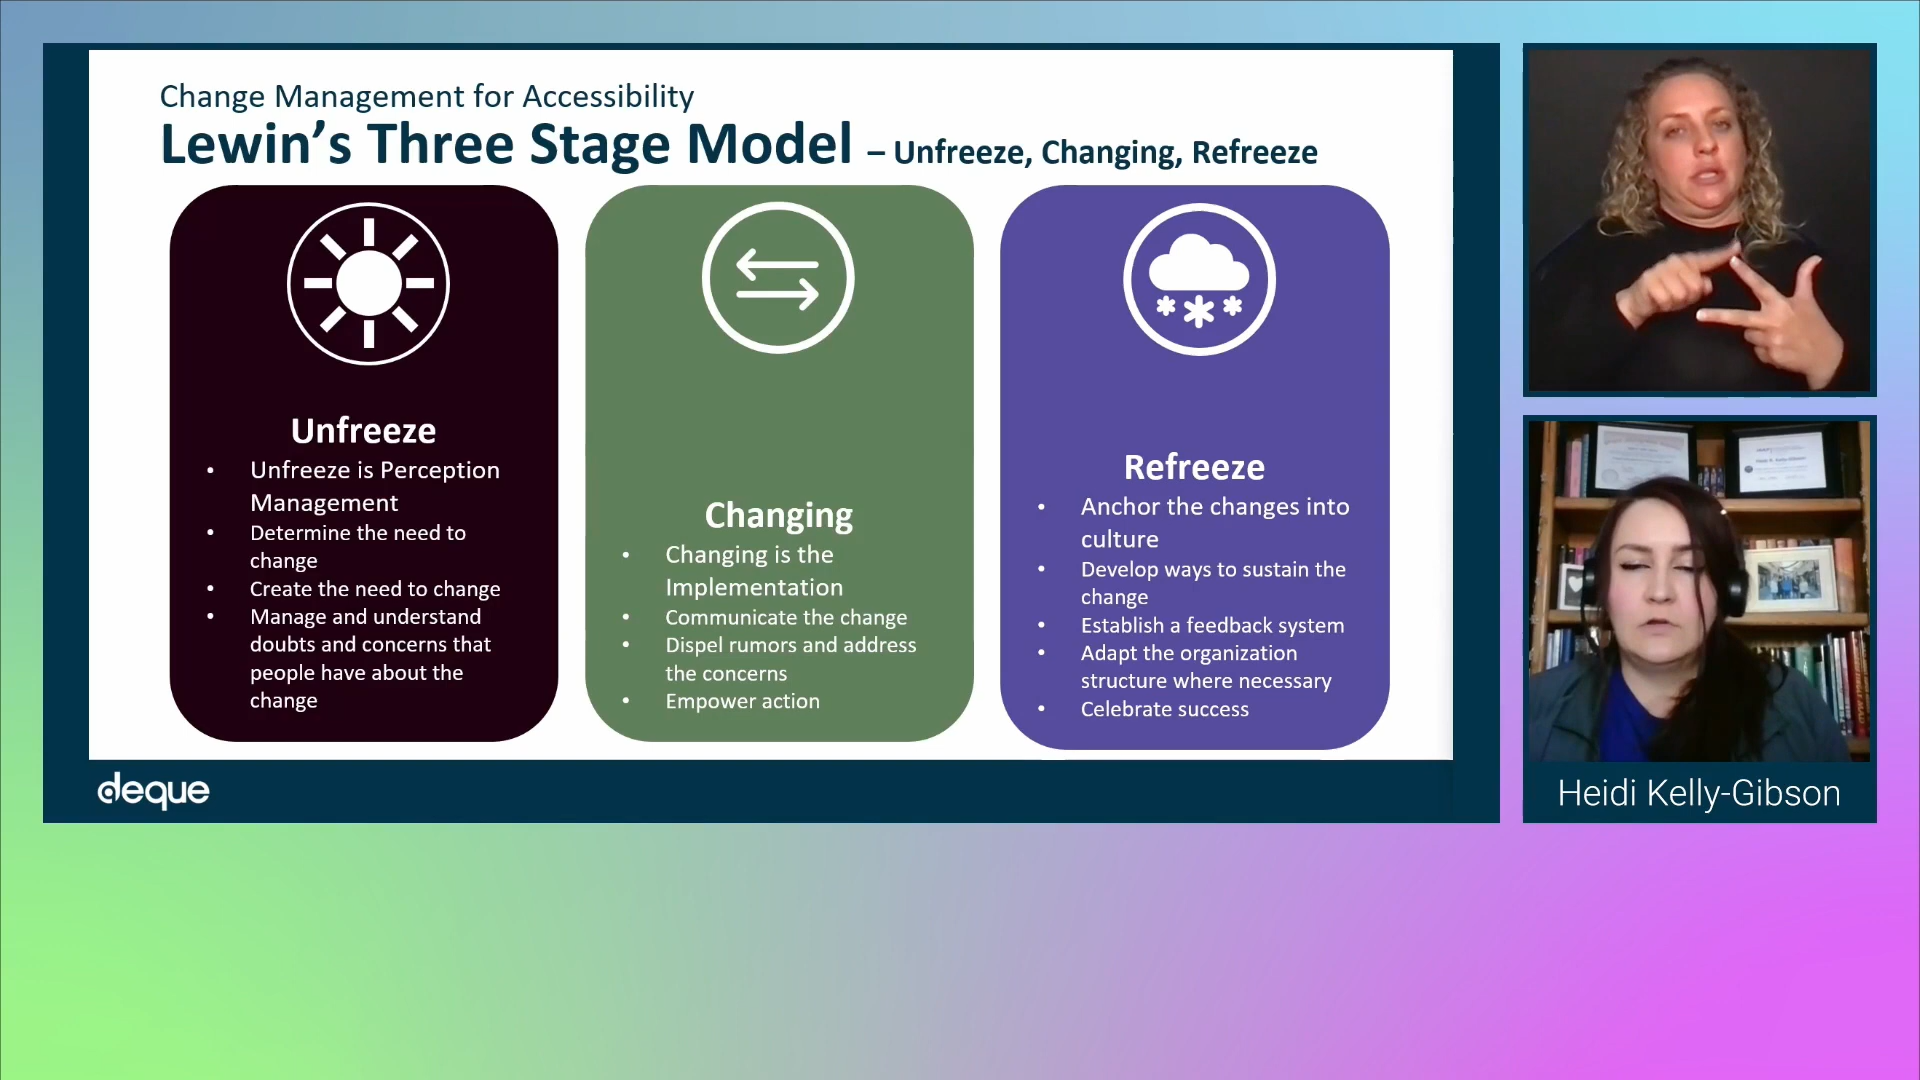 Change Management for Accessibility
Lewin’s Three Stage Model – Unfreeze, Changing, Refreeze
Unfreeze
• Unfreeze is Perception
Management
• Determine the need to
change
• Create the need to change
• Manage and understand
doubts and concerns that
people have about the
change
Changing
• Changing is the
Implementation
• Communicate the change
• Dispel rumors and address
the concerns
• Empower action
Refreeze
• Anchor the changes into
culture
• Develop ways to sustain the
change
• Establish a feedback system
• Adapt the organization
structure where necessary
• Celebrate success
deque
Heidi Kelly-Gibson